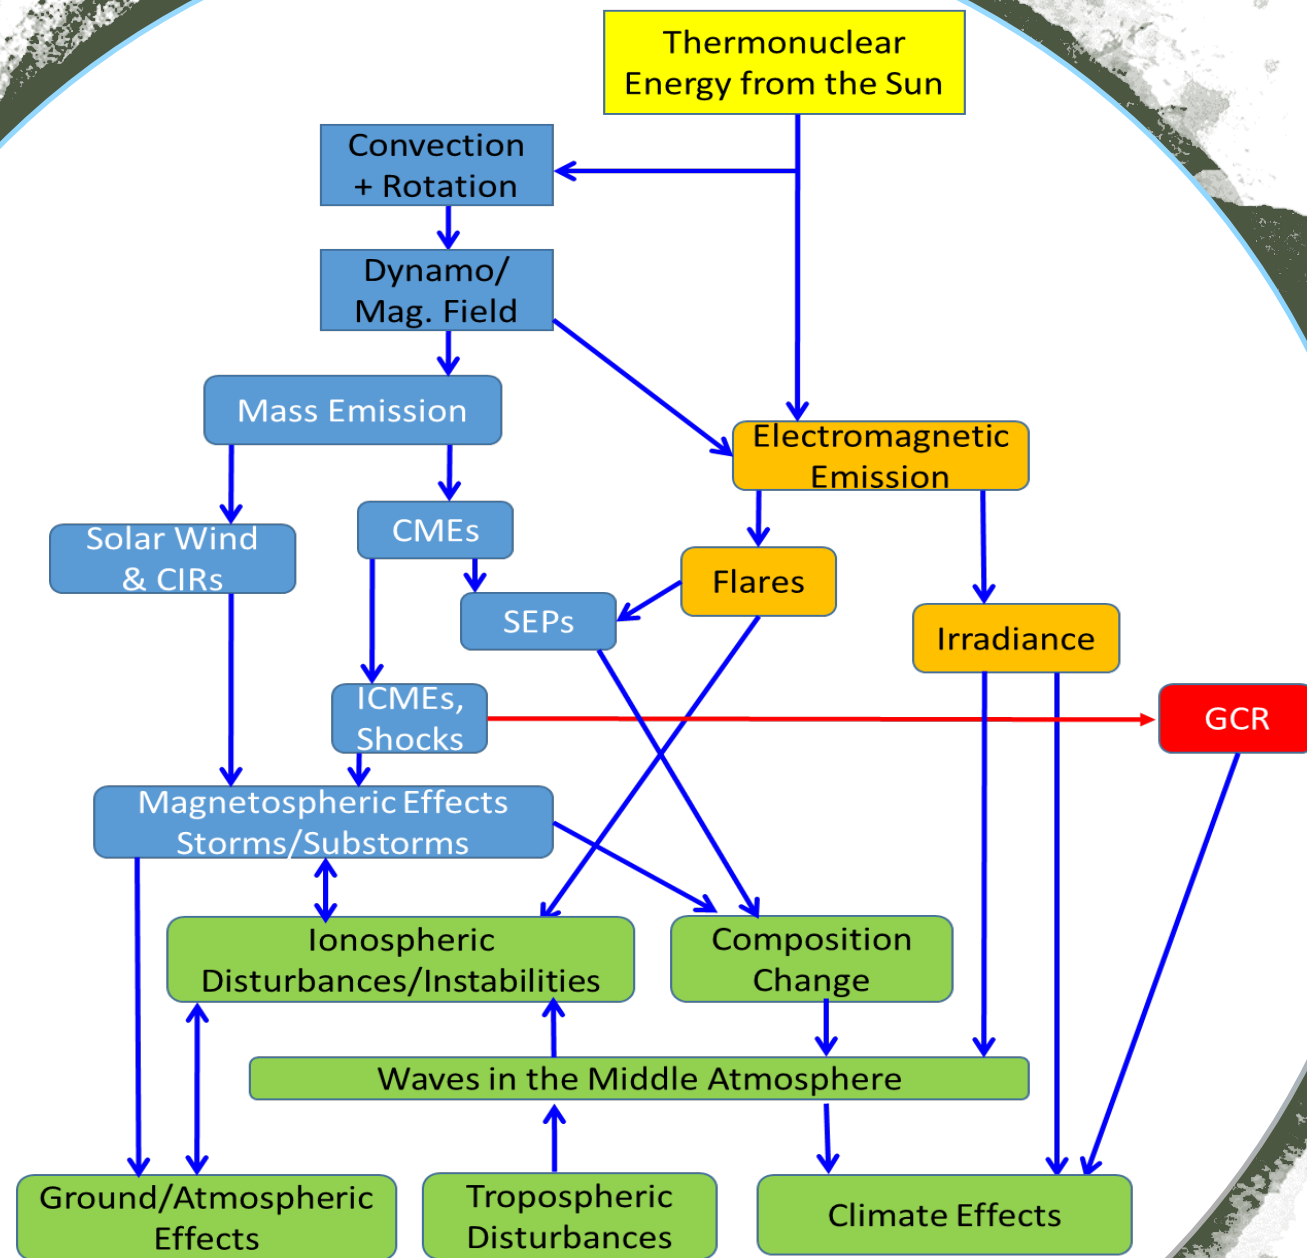 Thermonuclear
Energy from the Sun
Convection
+ Rotation
Dynamo/
Mag. Field
Mass Emission
Electromagnetic
Emission
CMEs
Solar Wind
& CIRs
Flares
SEPs
Irradiance
ICMEs,
Shocks
GCR
Magnetospheric Effects
Storms/Substorms
Ionospheric
Disturbances/Instabilities
Composition
Change
Waves in the Middle Atmosphere
Ground/Atmospheric
Effects
Tropospheric
Disturbances
Climate Effects